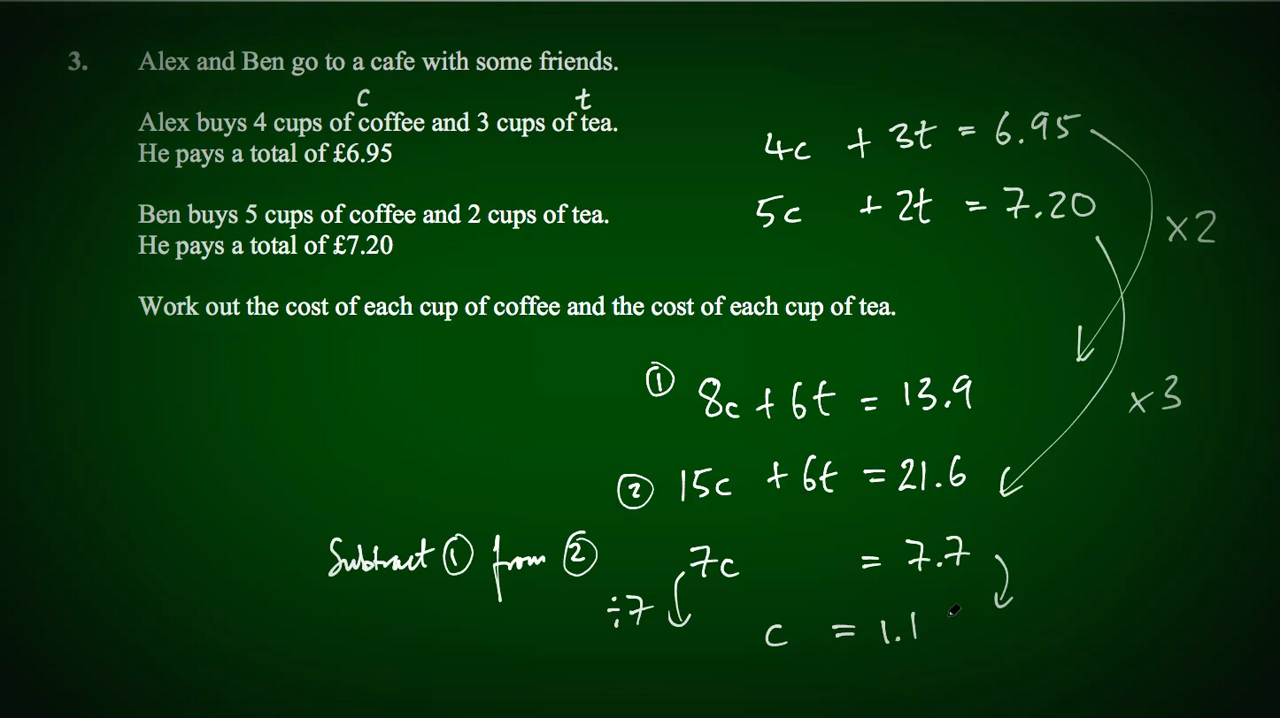 3. Alex and Ben go to a cafe with some friends.
c t
Alex buys 4 cups of coffee and 3 cups of tea.
He pays a total of £6.95
Ben buys 5 cups of coffee and 2 cups of tea.
He pays a total of £7.20
Work out the cost of each cup of coffee and the cost of each cup of tea.
4c + 3t = 6.95
5c + 2t = 7.20
×2
① 8c + 6t = 13.9
×3
② 15c + 6t = 21.6
Subtract ① from ② 7c = 7.7
÷7
c = 1.1